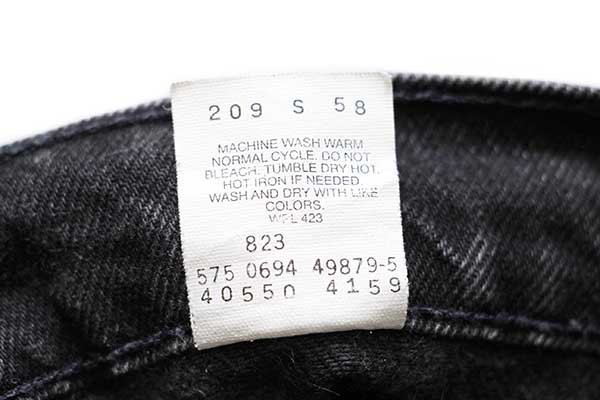 209 S 58
MACHINE WASH WARM
NORMAL CYCLE. DO NOT
BLEACH. TUMBLE DRY HOT.
HOT IRON IF NEEDED.
WASH AND DRY WITH LIKE
COLORS.
WPL 423
823
575 0694 49879-5
40550 4159